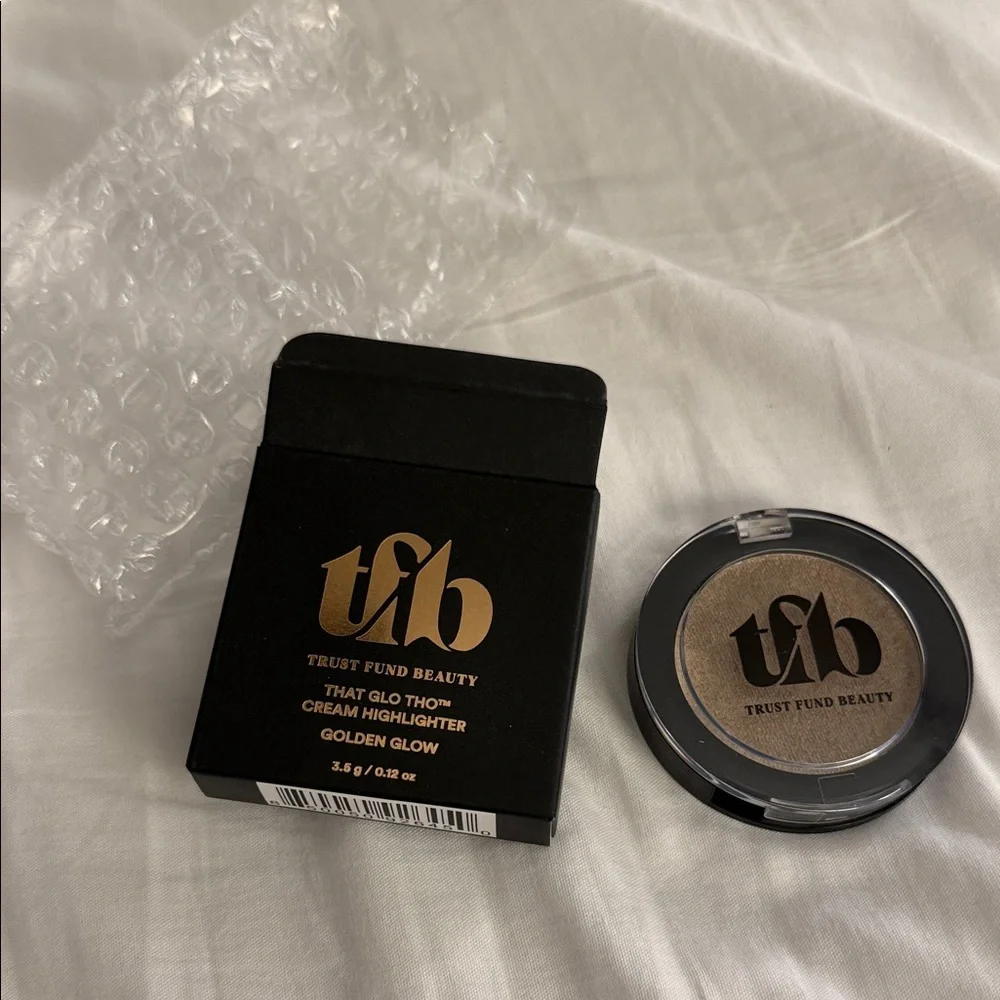 tfb
TRUST FUND BEAUTY
THAT GLO THO™
CREAM HIGHLIGHTER
GOLDEN GLOW
3.5 g / 0.12 oz
tfb
TRUST FUND BEAUTY